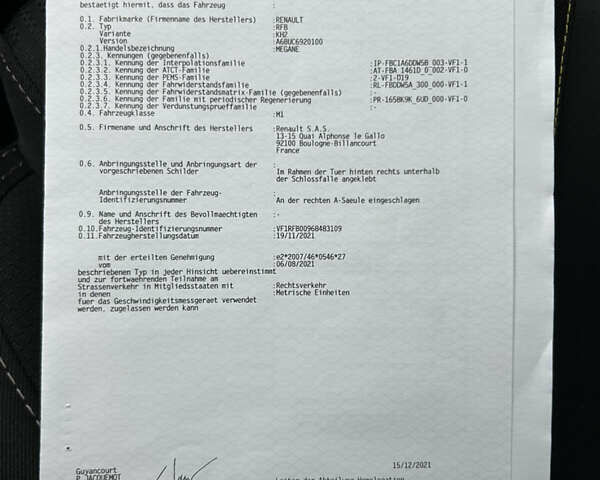 bestaetigt hiermit, dass das Fahrzeug :
0.1. Fabrikmarke (Firmenname des Herstellers) :RENAULT
0.2. Typ :RFB
Variante :KH2
Version :A6BUC6920100
0.2.1.Handelsbezeichnung :MEGANE
0.2.3. Kennungen (gegebenenfalls)
0.2.3.1. Kennung der Interpolationsfamilie :IP-FBC1A6DDW5B_003-VF1-1
0.2.3.2. Kennung der ATCT-Familie :AT-FBA_1461D_0_002-VF1-0
0.2.3.3. Kennung der PEMS-Familie :2-VF1-D19
0.2.3.4. Kennung der Fahrwiderstandsfamilie :RL-FBDDW5A_300_000-VF1-1
0.2.3.5. Kennung der Fahrwiderstandsmatrix-Familie (gegebenenfalls) :-
0.2.3.6. Kennung der Familie mit periodischer Regenerierung :PR-165BK9K_6UD_000-VF1-0
0.2.3.7. Kennung der Verdunstungsprueffamilie :-
0.4. Fahrzeugklasse :M1
0.5. Firmenname und Anschrift des Herstellers :Renault S.A.S.
13-15 Quai Alphonse le Gallo
92100 Boulogne-Billancourt
France
0.6. Anbringungsstelle und Anbringungsart der :
vorgeschriebenen Schilder Im Rahmen der Tuer hinten rechts unterhalb
der Schlossfalle angeklebt
Anbringungsstelle der Fahrzeug- :
Identifizierungsnummer An der rechten A-Saeule eingeschlagen
0.9. Name und Anschrift des Bevollmaechtigten :-
des Herstellers
0.10.Fahrzeug-Identifizierungsnummer :VF1RFB00968483109
0.11.Fahrzeugherstellungsdatum :19/11/2021
mit der erteilten Genehmigung :e2*2007/46*0546*27
vom :06/08/2021
beschriebenen Typ in jeder Hinsicht uebereinstimmt
und zur fortwaehrenden Teilnahme am
Strassenverkehr in Mitgliedsstaaten mit :Rechtsverkehr
in denen :Metrische Einheiten
fuer das Geschwindigkeitsmessgeraet verwendet
werden, zugelassen werden kann
Guyancourt 15/12/2021
P. JACQUEMOT Leiter der Abteilung Homologation